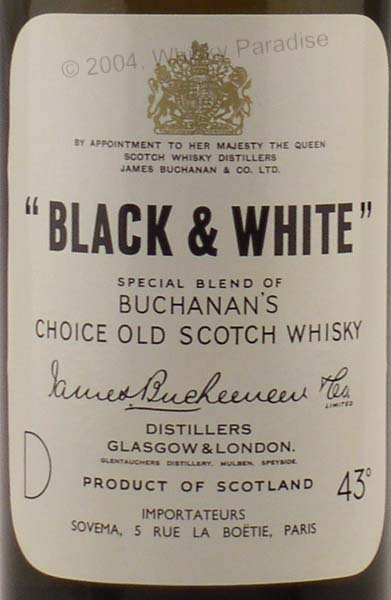 © 2004, Whisky Paradise
BY APPOINTMENT TO HER MAJESTY THE QUEEN
SCOTCH WHISKY DISTILLERS
JAMES BUCHANAN & CO. LTD.
"BLACK & WHITE"
SPECIAL BLEND OF
BUCHANAN'S
CHOICE OLD SCOTCH WHISKY
James Buchanan & Co.
LIMITED
DISTILLERS
GLASGOW & LONDON.
GLENTAUCHERS DISTILLERY, MULBEN, SPEYSIDE.
D
PRODUCT OF SCOTLAND 43°
IMPORTATEURS
SOVEMA, 5 RUE LA BOËTIE, PARIS